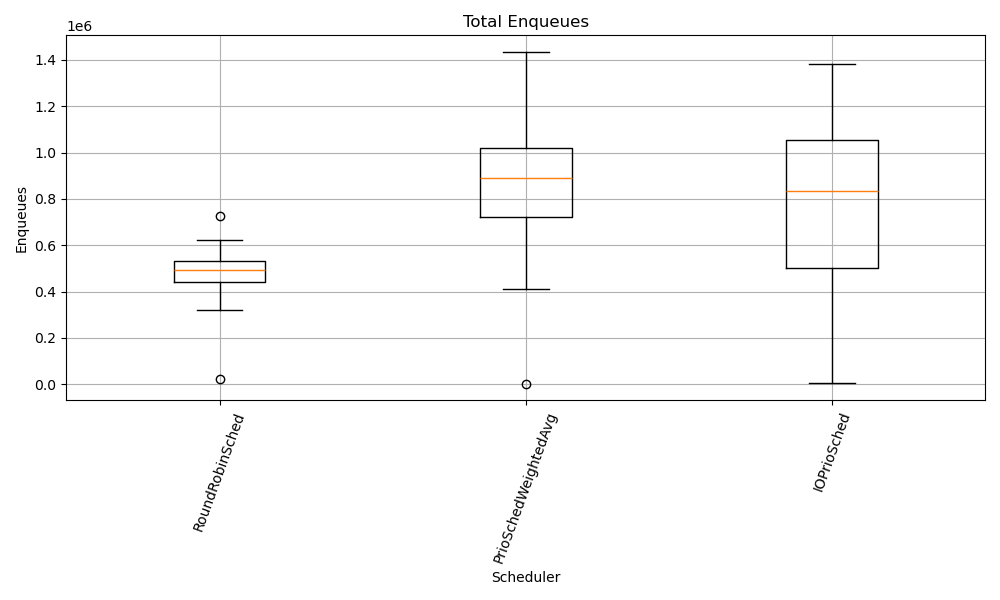 Total Enqueues
1e6
1.4
1.2
1.0
0.8
0.6
0.4
0.2
0.0
Enqueues
RoundRobinSched
PrioSchedWeightedAvg
IOPrioSched
Scheduler